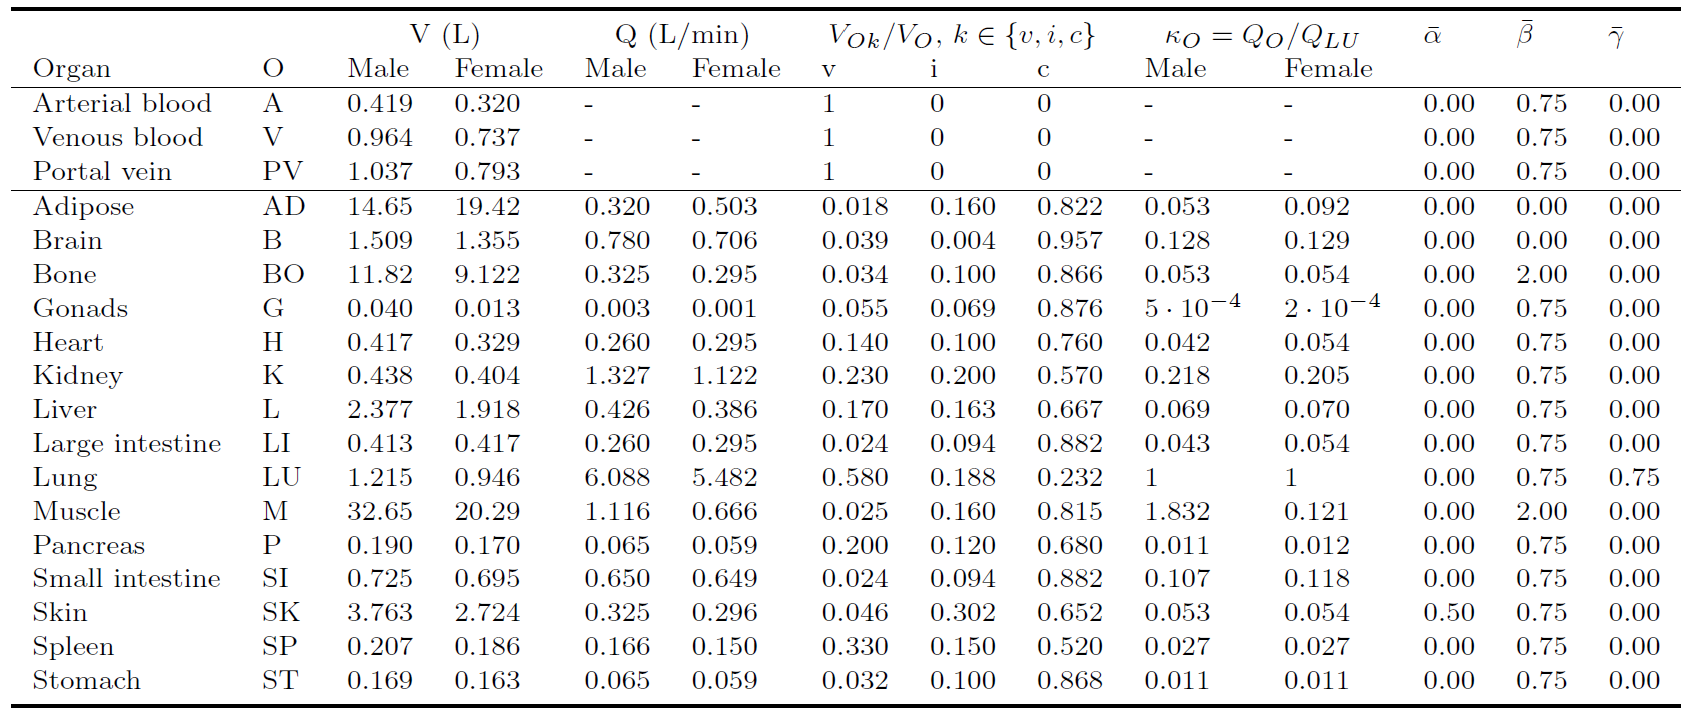 V (L) Q (L/min) V_{Ok}/V_O, k ∈ {v, i, c} κ_O = Q_O/Q_{LU} ᾱ β̄ γ̄
Organ O Male Female Male Female v i c Male Female
Arterial blood A 0.419 0.320 - - 1 0 0 - - 0.00 0.75 0.00
Venous blood V 0.964 0.737 - - 1 0 0 - - 0.00 0.75 0.00
Portal vein PV 1.037 0.793 - - 1 0 0 - - 0.00 0.75 0.00
Adipose AD 14.65 19.42 0.320 0.503 0.018 0.160 0.822 0.053 0.092 0.00 0.00 0.00
Brain B 1.509 1.355 0.780 0.706 0.039 0.004 0.957 0.128 0.129 0.00 0.00 0.00
Bone BO 11.82 9.122 0.325 0.295 0.034 0.100 0.866 0.053 0.054 0.00 2.00 0.00
Gonads G 0.040 0.013 0.003 0.001 0.055 0.069 0.876 5 · 10⁻⁴ 2 · 10⁻⁴ 0.00 0.75 0.00
Heart H 0.417 0.329 0.260 0.295 0.140 0.100 0.760 0.042 0.054 0.00 0.75 0.00
Kidney K 0.438 0.404 1.327 1.122 0.230 0.200 0.570 0.218 0.205 0.00 0.75 0.00
Liver L 2.377 1.918 0.426 0.386 0.170 0.163 0.667 0.069 0.070 0.00 0.75 0.00
Large intestine LI 0.413 0.417 0.260 0.295 0.024 0.094 0.882 0.043 0.054 0.00 0.75 0.00
Lung LU 1.215 0.946 6.088 5.482 0.580 0.188 0.232 1 1 0.00 0.75 0.75
Muscle M 32.65 20.29 1.116 0.666 0.025 0.160 0.815 1.832 0.121 0.00 2.00 0.00
Pancreas P 0.190 0.170 0.065 0.059 0.200 0.120 0.680 0.011 0.012 0.00 0.75 0.00
Small intestine SI 0.725 0.695 0.650 0.649 0.024 0.094 0.882 0.107 0.118 0.00 0.75 0.00
Skin SK 3.763 2.724 0.325 0.296 0.046 0.302 0.652 0.053 0.054 0.50 0.75 0.00
Spleen SP 0.207 0.186 0.166 0.150 0.330 0.150 0.520 0.027 0.027 0.00 0.75 0.00
Stomach ST 0.169 0.163 0.065 0.059 0.032 0.100 0.868 0.011 0.011 0.00 0.75 0.00